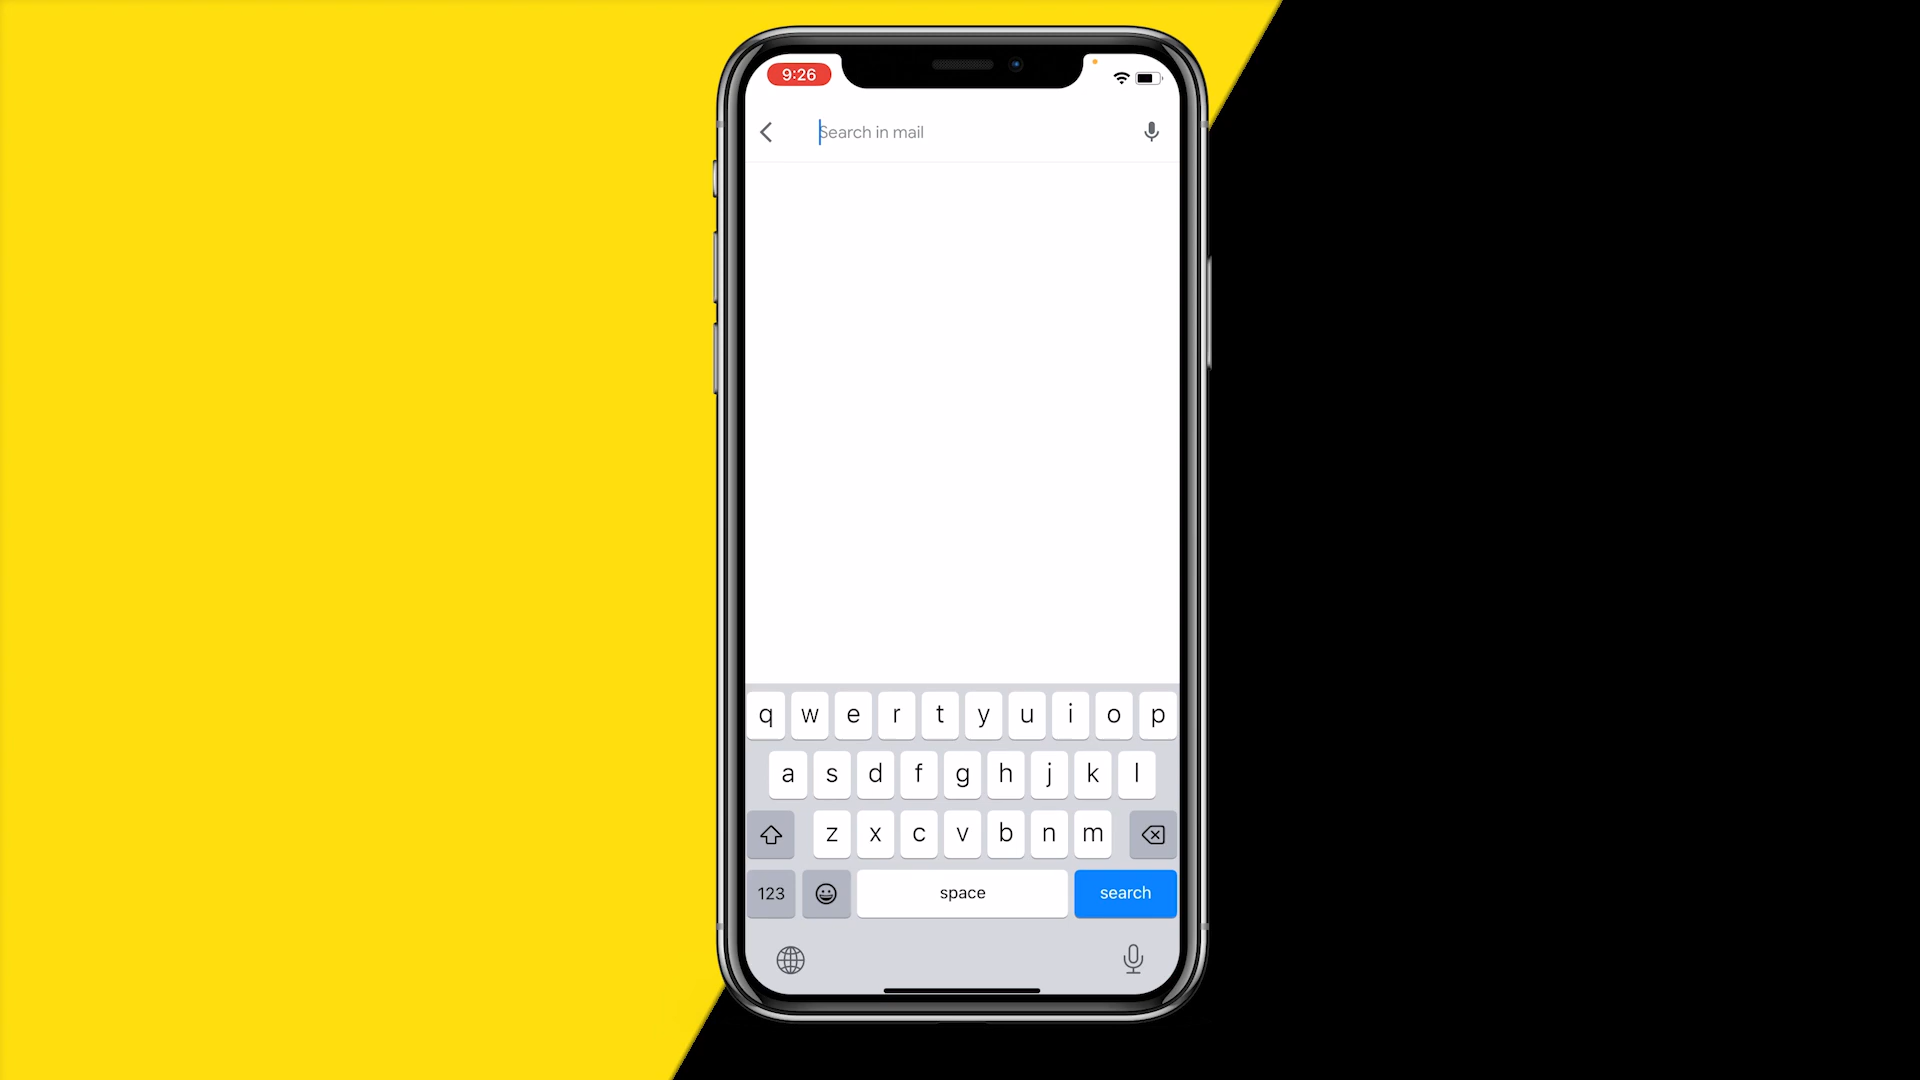 9:26
Search in mail
q w e r t y u i o p
a s d f g h j k l
z x c v b n m
123 space search